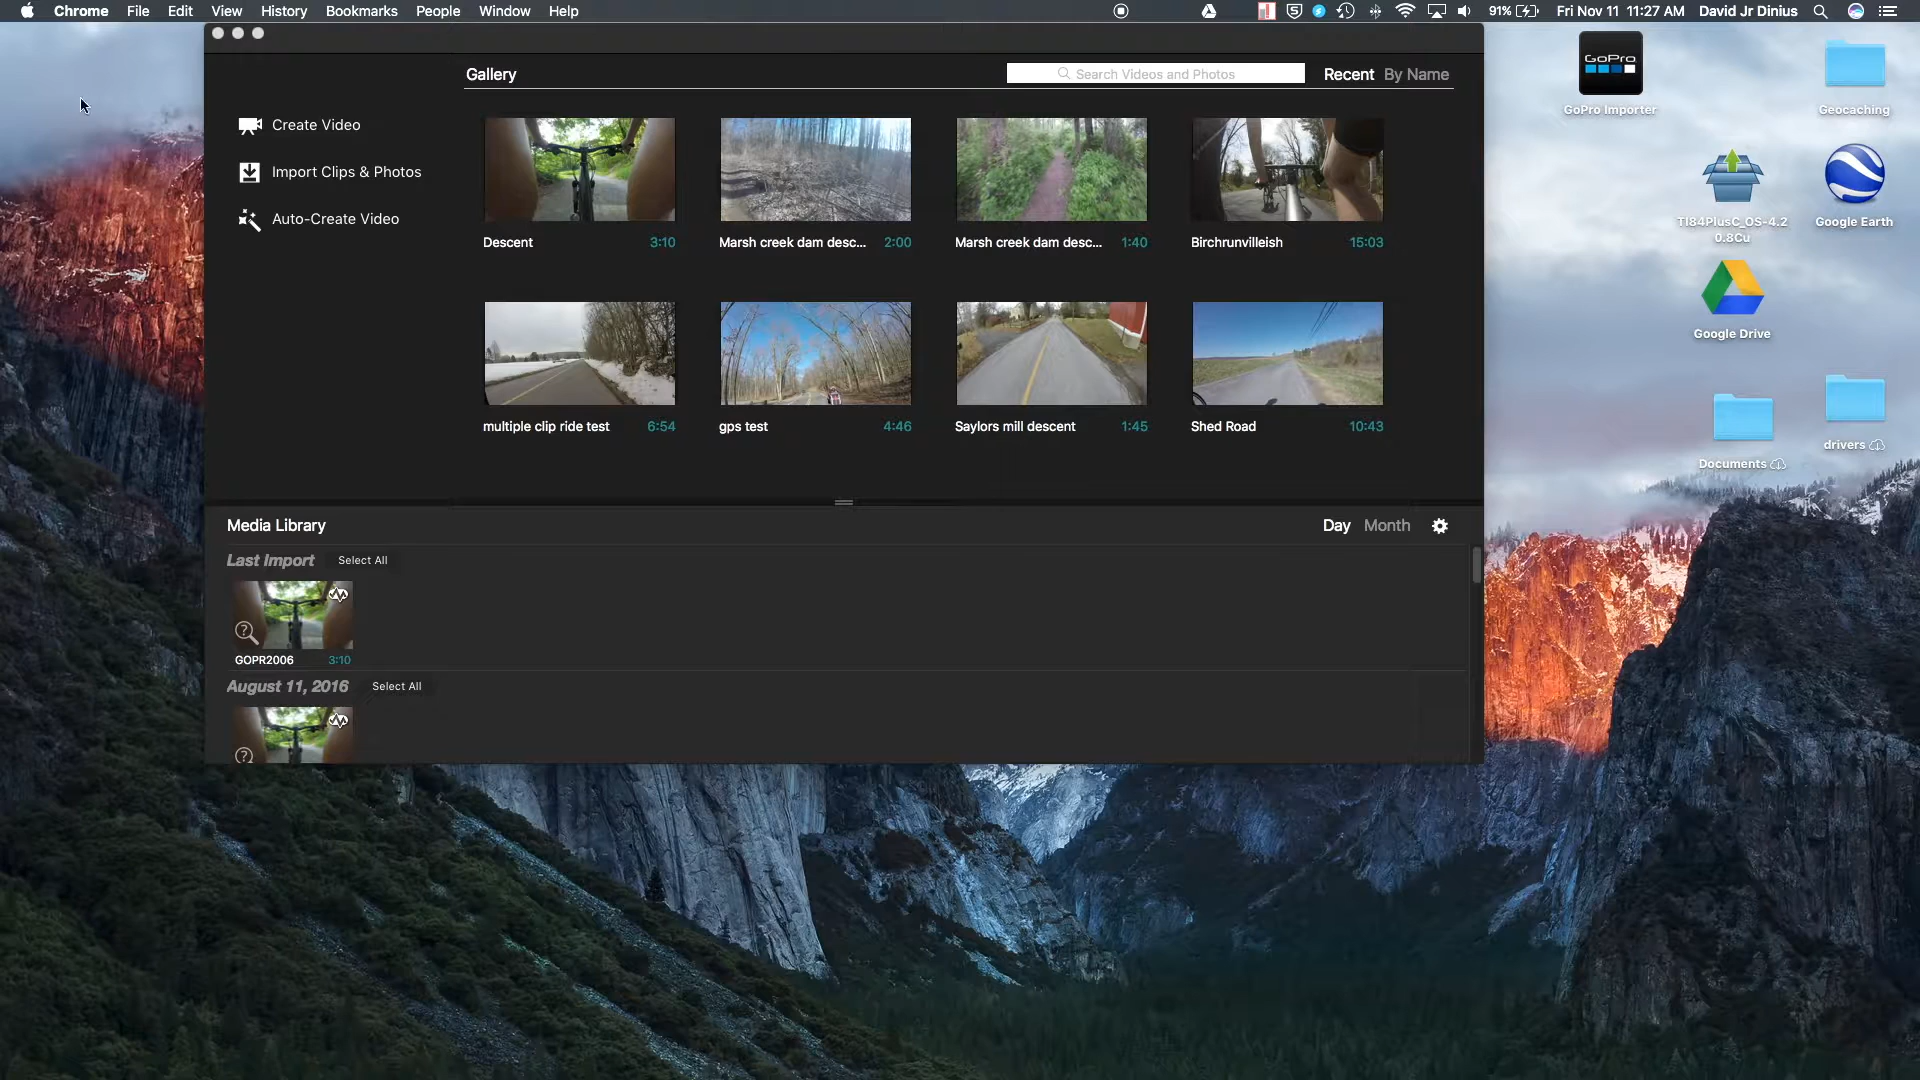 Chrome File Edit View History Bookmarks People Window Help
91% Fri Nov 11 11:27 AM David Jr Dinius
Gallery
Search Videos and Photos
Recent By Name
Create Video
Import Clips & Photos
Auto-Create Video
Descent 3:10
Marsh creek dam desc... 2:00
Marsh creek dam desc... 1:40
Birchrunvilleish 15:03
multiple clip ride test 6:54
gps test 4:46
Saylors mill descent 1:45
Shed Road 10:43
Media Library
Day Month
Last Import Select All
GOPR2006 3:10
August 11, 2016 Select All
GoPro
GoPro Importer
Geocaching
TI84PlusC_OS-4.2
0.8Cu
Google Earth
Google Drive
Documents
drivers